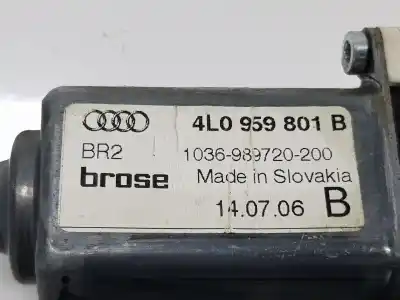 4L0 959 801 B
BR2 1036-989720-200
brose Made in Slovakia
14.07.06 B